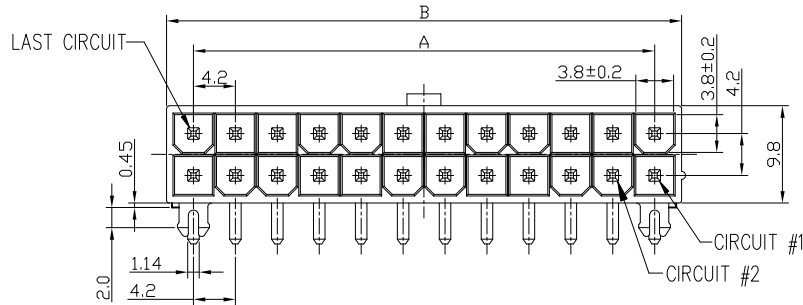 B
LAST CIRCUIT
A
4.2
3.8±0.2
3.8±0.2
4.2
9.8
0.45
2.0
1.14
4.2
CIRCUIT #1
CIRCUIT #2